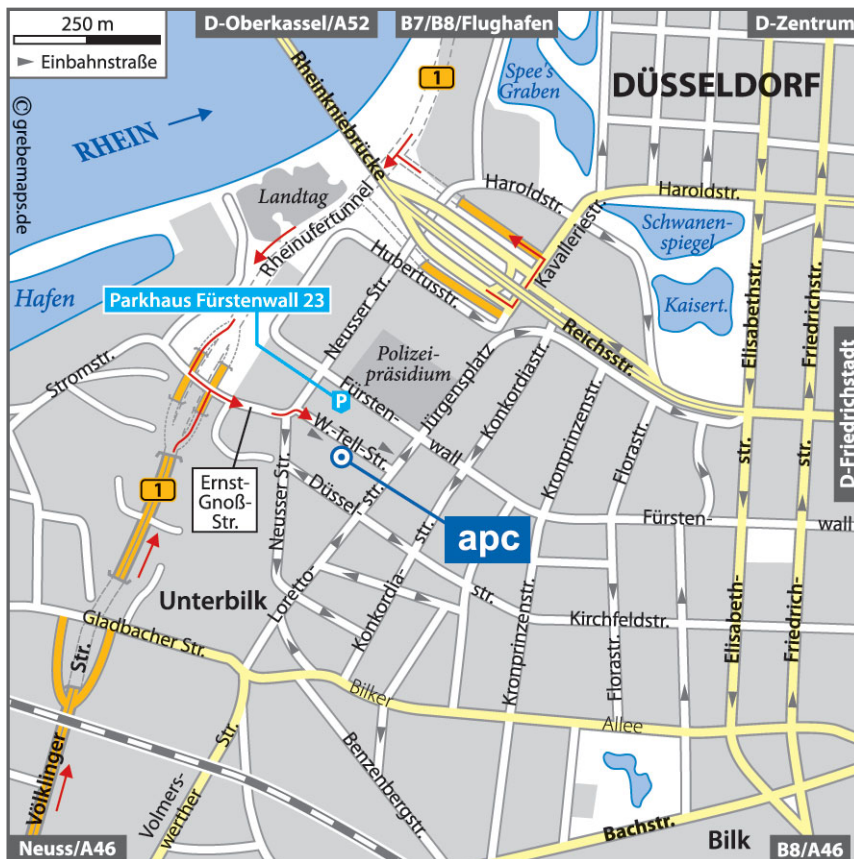 250 m
Einbahnstraße
© grebemaps.de
D-Oberkassel/A52
B7/B8/Flughafen
D-Zentrum
DÜSSELDORF
RHEIN
Rheinkniebrücke
1
Spee's
Graben
Landtag
Rheinufertunnel
Haroldstr.
Haroldstr.
Kavalleriestr.
Schwanen-
spiegel
Kaisert.
Hafen
Hubertusstr.
Neusser Str.
Parkhaus Fürstenwall 23
Polizei-
präsidium
Jürgensplatz
Reichsstr.
Elisabethstr.
Friedrichstr.
D-Friedrichstadt
Stromstr.
P
Fürsten-
wall
Konkordiastr.
Kronprinzenstr.
Florastr.
W.-Tell-Str.
Ernst-
Gnoß-
Str.
Neusser Str.
Düssel-
str.
str.
apc
Fürsten-
wall
str.
str.
1
Unterbilk
Loretto-
Konkordia-
str.
Kirchfeldstr.
Kronprinzenstr.
Florastr.
Elisabeth-
Friedrich-
Gladbacher Str.
Bilker
Allee
Völklinger
Str.
Volmers-
werther
Str.
Benzenbergstr.
Bachstr.
Bilk
Neuss/A46
B8/A46